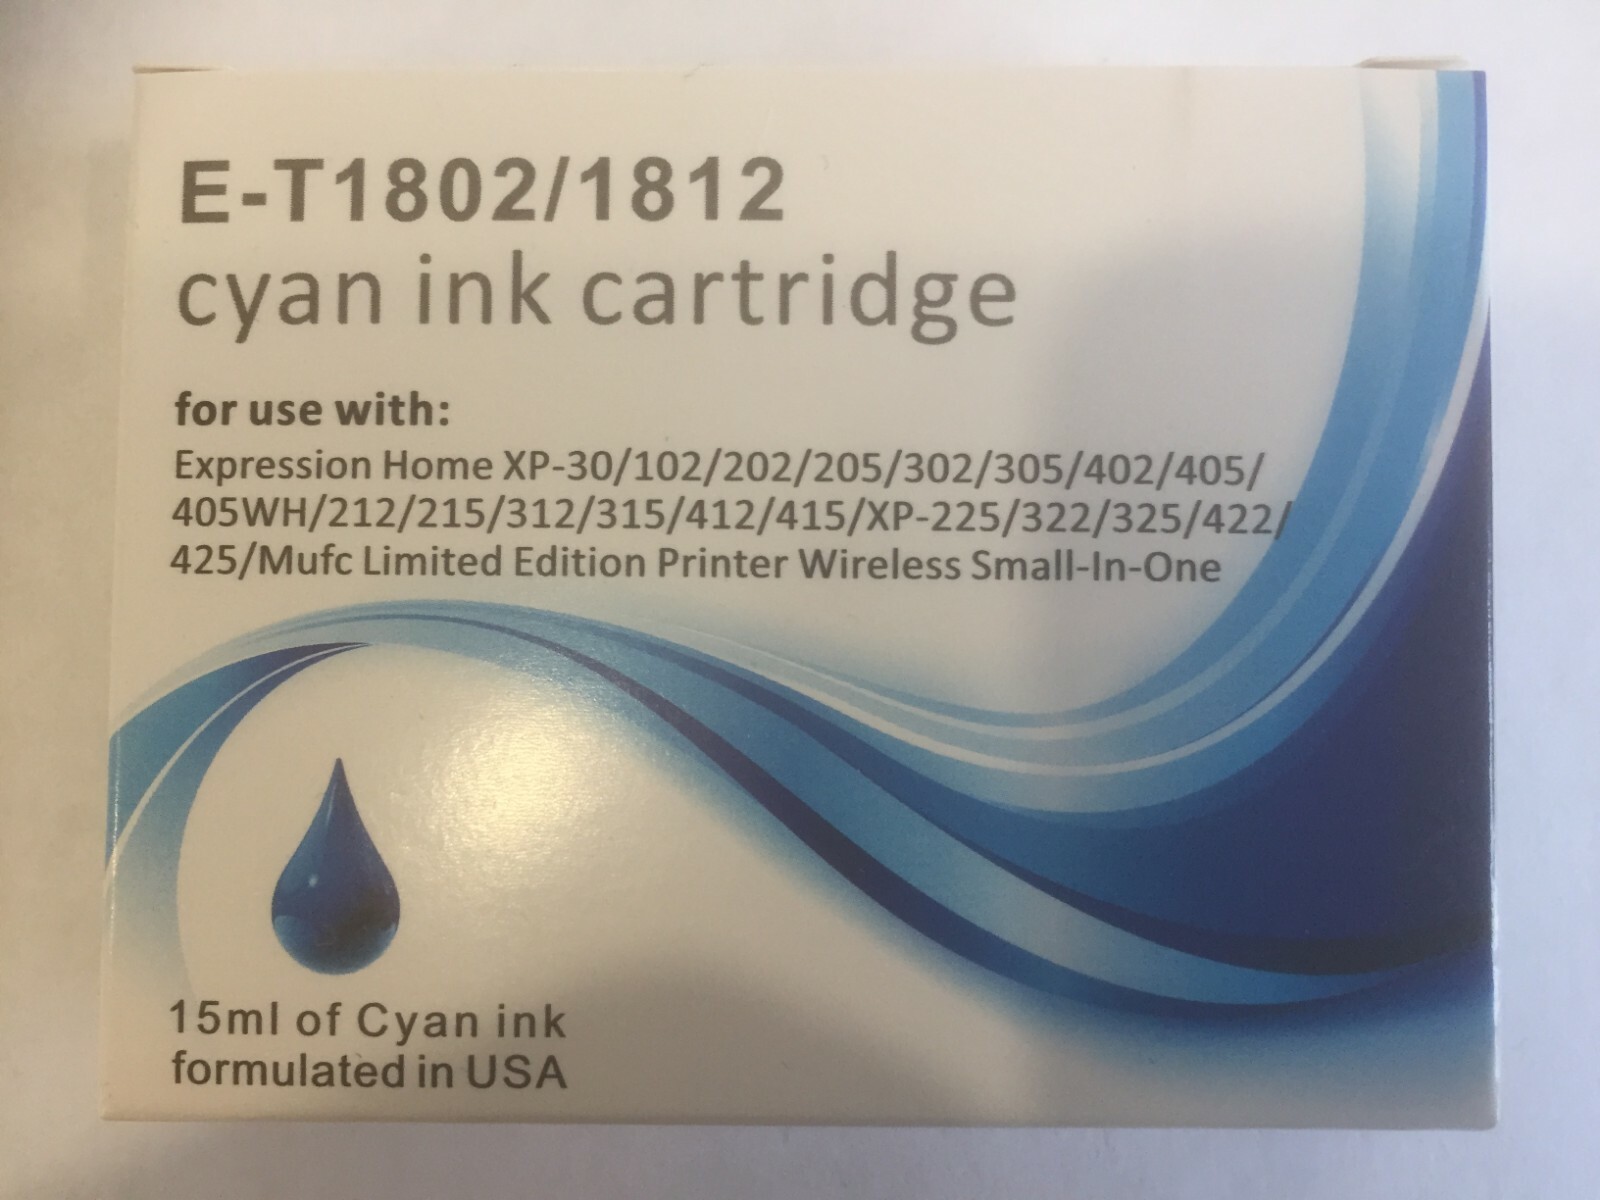 E-T1802/1812
cyan ink cartridge
for use with:
Expression Home XP-30/102/202/205/302/305/402/405/
405WH/212/215/312/315/412/415/XP-225/322/325/422/
425/Mufc Limited Edition Printer Wireless Small-In-One
15ml of Cyan ink
formulated in USA